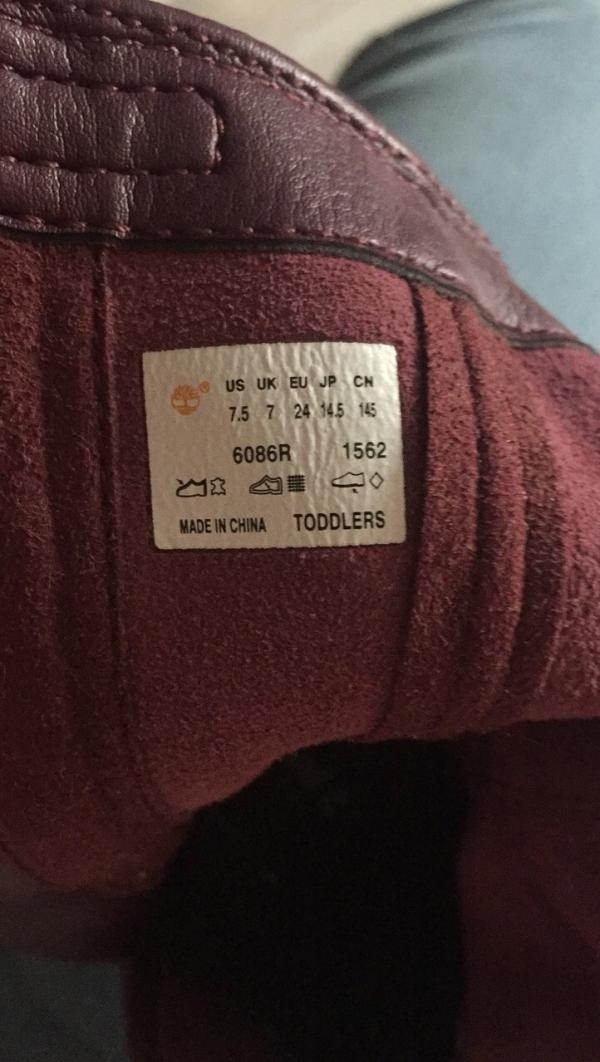 US UK EU JP CN
7.5 7 24 14.5 145
6086R 1562
MADE IN CHINA TODDLERS